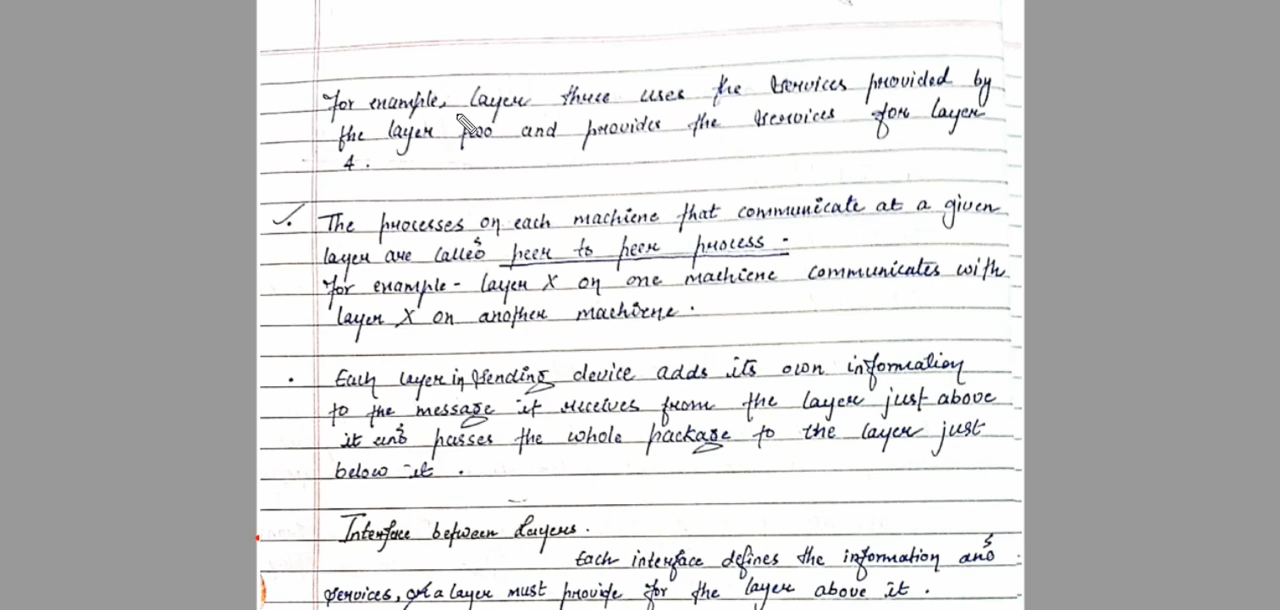 For example, layer three uses the services provided by
the layer two and provides the services for layer
4.
The processes on each machiene that communicate at a given
layer are called peer to peer process.
For example - layer X on one machiene communicates with
layer X on another machiene.
Each layer in sending device adds its own information
to the message it receives from the layer just above
it and passes the whole package to the layer just
below it.
Interface between Layers.
Each interface defines the information and
services, a layer must provide for the layer above it.